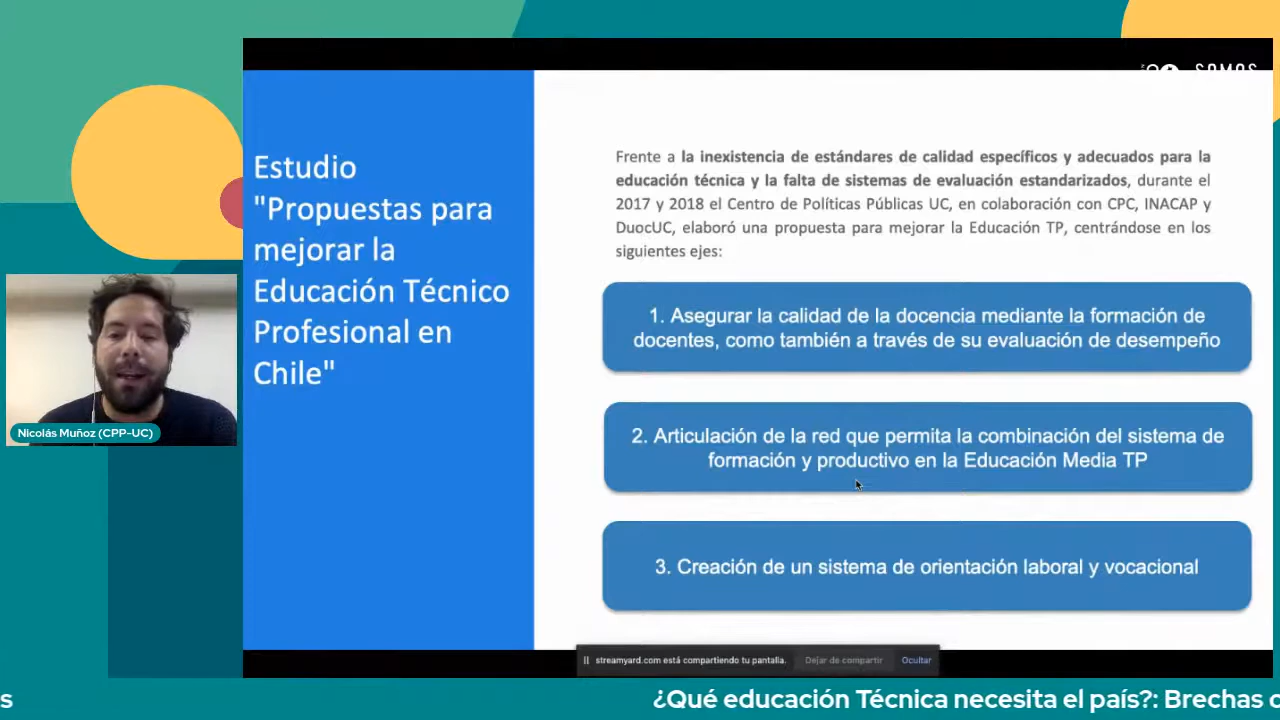 SOMOS
Estudio
"Propuestas para
mejorar la
Educación Técnico
Profesional en
Chile"
Frente a la inexistencia de estándares de calidad específicos y adecuados para la
educación técnica y la falta de sistemas de evaluación estandarizados, durante el
2017 y 2018 el Centro de Políticas Públicas UC, en colaboración con CPC, INACAP y
DuocUC, elaboró una propuesta para mejorar la Educación TP, centrándose en los
siguientes ejes:
1. Asegurar la calidad de la docencia mediante la formación de
docentes, como también a través de su evaluación de desempeño
2. Articulación de la red que permita la combinación del sistema de
formación y productivo en la Educación Media TP
3. Creación de un sistema de orientación laboral y vocacional
Nicolás Muñoz (CPP-UC)
streamyard.com está compartiendo tu pantalla.
Dejar de compartir
Ocultar
s
¿Qué educación Técnica necesita el país?: Brechas